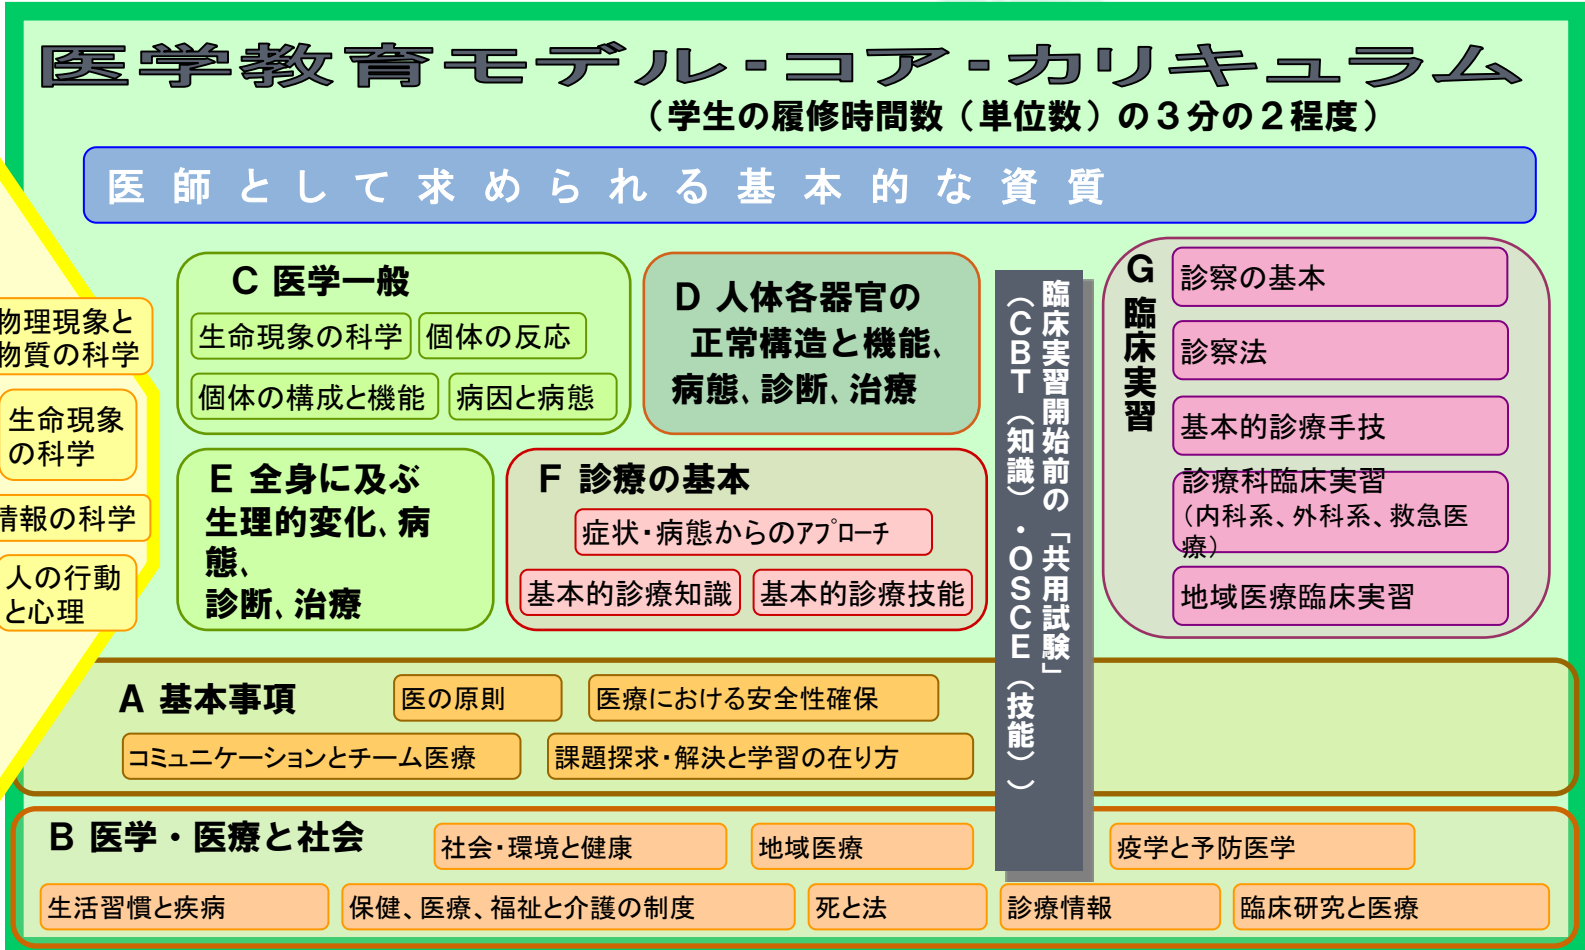 医学教育モデル・コア・カリキュラム
（学生の履修時間数（単位数）の３分の２程度）
医師として求められる基本的な資質
物理現象と
物質の科学
生命現象
の科学
情報の科学
人の行動
と心理
C 医学一般
生命現象の科学
個体の反応
個体の構成と機能
病因と病態
D 人体各器官の
正常構造と機能、
病態、診断、治療
E 全身に及ぶ
生理的変化、病
態、
診断、治療
F 診療の基本
症状・病態からのｱﾌﾟﾛｰﾁ
基本的診療知識
基本的診療技能
臨床実習開始前の「共用試験」
（CBT（知識）・OSCE（技能））
G 臨床実習
診察の基本
診察法
基本的診療手技
診療科臨床実習
（内科系、外科系、救急医
療）
地域医療臨床実習
A 基本事項
医の原則
医療における安全性確保
コミュニケーションとチーム医療
課題探求・解決と学習の在り方
B 医学・医療と社会
社会・環境と健康
地域医療
疫学と予防医学
生活習慣と疾病
保健、医療、福祉と介護の制度
死と法
診療情報
臨床研究と医療